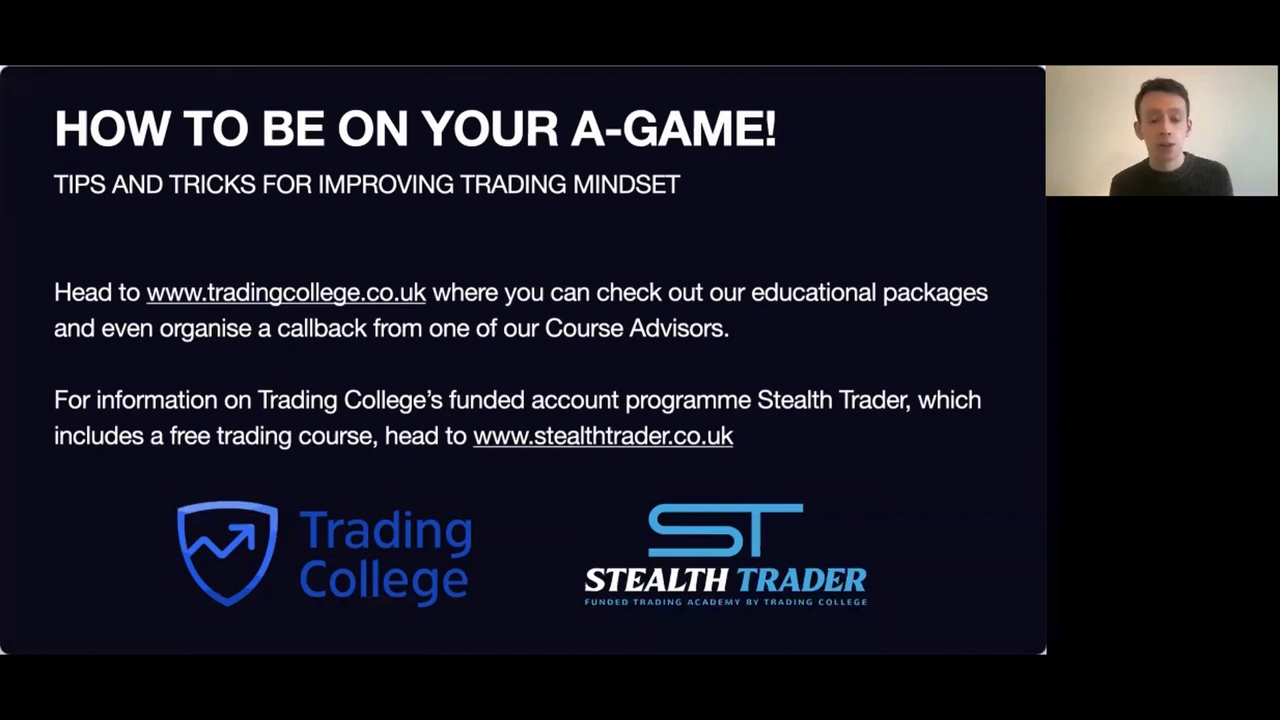 HOW TO BE ON YOUR A-GAME!
TIPS AND TRICKS FOR IMPROVING TRADING MINDSET
Head to www.tradingcollege.co.uk where you can check out our educational packages
and even organise a callback from one of our Course Advisors.
For information on Trading College’s funded account programme Stealth Trader, which
includes a free trading course, head to www.stealthtrader.co.uk
Trading
College
ST
STEALTH TRADER
FUNDED TRADING ACADEMY BY TRADING COLLEGE